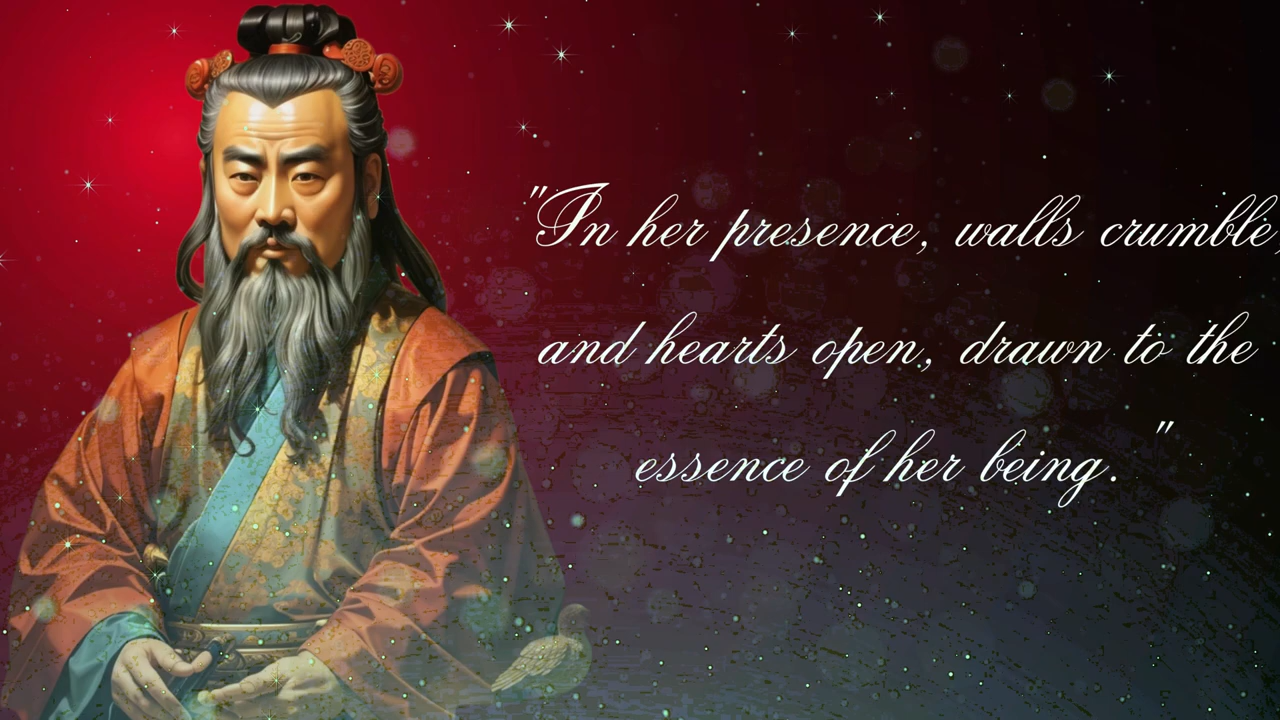 "In her presence, walls crumble,
and hearts open, drawn to the
essence of her being."